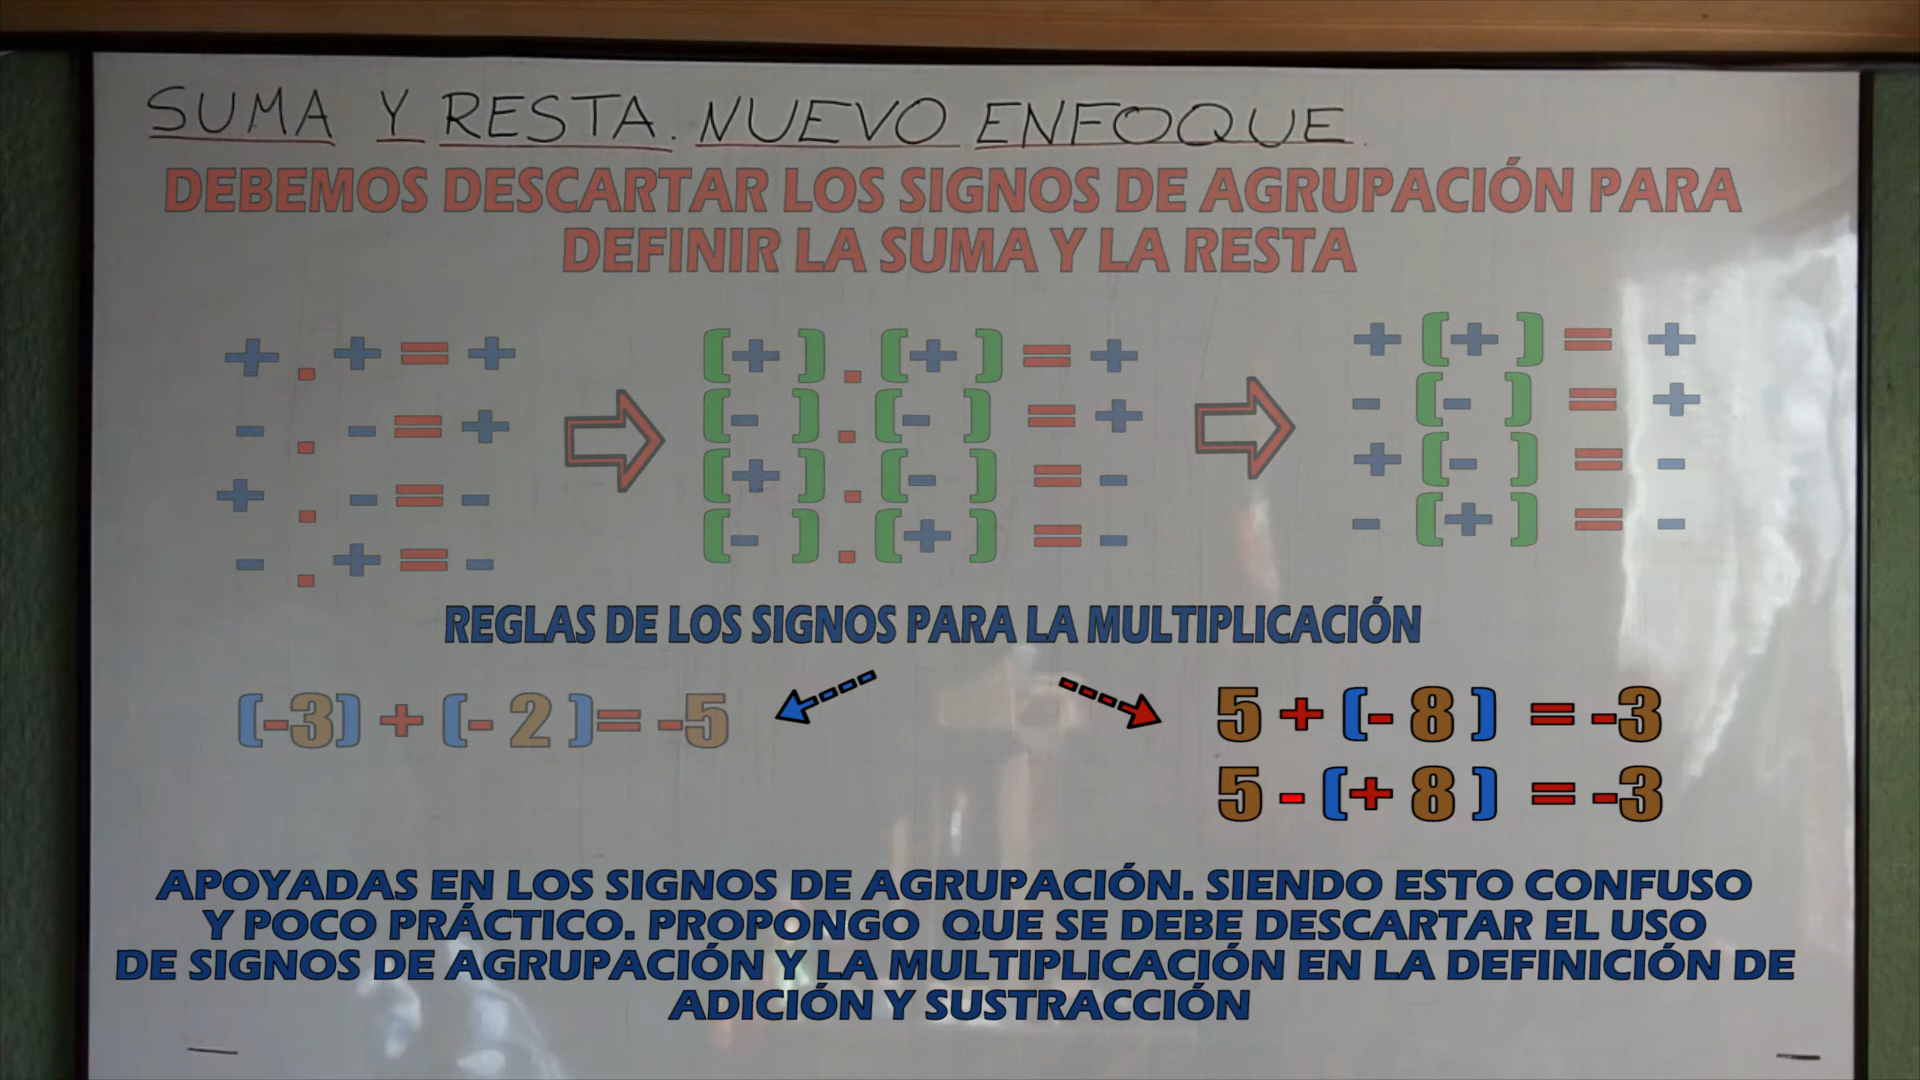 SUMA Y RESTA. NUEVO ENFOQUE.
DEBEMOS DESCARTAR LOS SIGNOS DE AGRUPACIÓN PARA
DEFINIR LA SUMA Y LA RESTA
+ . + = + (+) . (+) = + + (+) = +
- . - = + (-) . (-) = + - (-) = +
+ . - = - (+) . (-) = - + (-) = -
- . + = - (-) . (+) = - - (+) = -
REGLAS DE LOS SIGNOS PARA LA MULTIPLICACIÓN
(-3) + (- 2 )= -5 5 + (- 8 ) = -3
5 - (+ 8 ) = -3
APOYADAS EN LOS SIGNOS DE AGRUPACIÓN. SIENDO ESTO CONFUSO
Y POCO PRÁCTICO. PROPONGO QUE SE DEBE DESCARTAR EL USO
DE SIGNOS DE AGRUPACIÓN Y LA MULTIPLICACIÓN EN LA DEFINICIÓN DE
ADICIÓN Y SUSTRACCIÓN